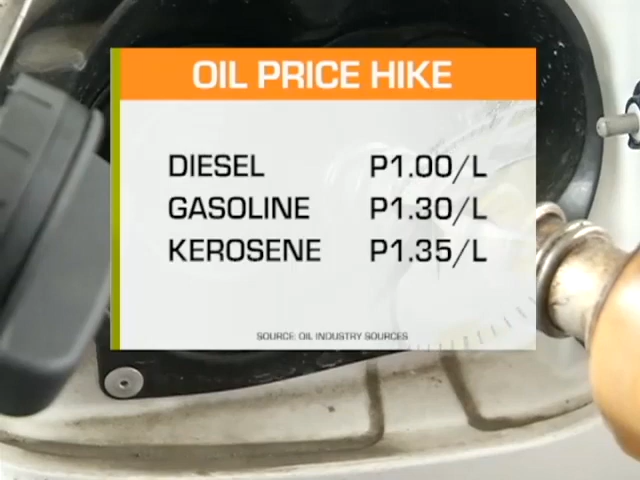 OIL PRICE HIKE
DIESEL P1.00/L
GASOLINE P1.30/L
KEROSENE P1.35/L
SOURCE: OIL INDUSTRY SOURCES